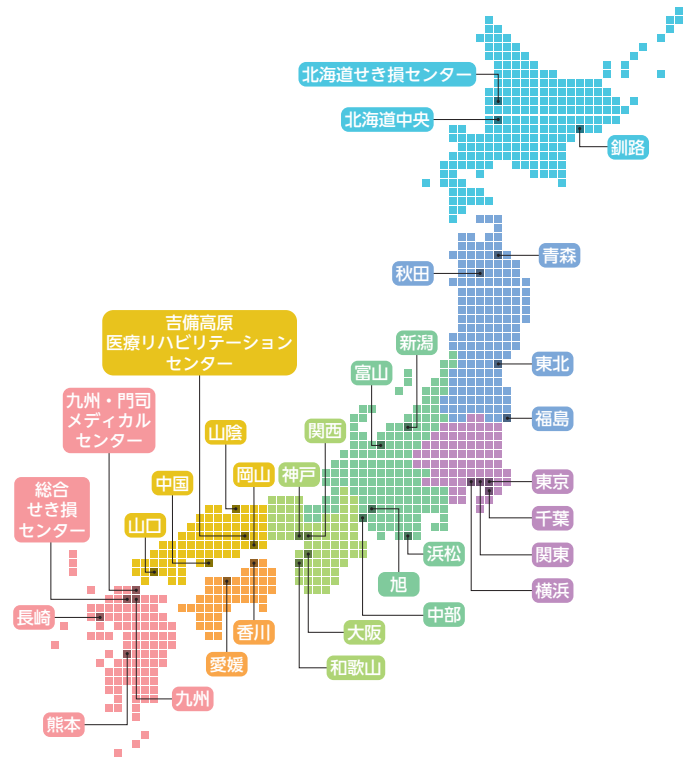 北海道せき損センター
北海道中央
釧路
青森
秋田
吉備高原
医療リハビリテーション
センター
新潟
東北
富山
九州・門司
メディカル
センター
福島
山陰
関西
岡山
神戸
中国
東京
総合
せき損
センター
山口
千葉
浜松
関東
旭
横浜
長崎
中部
香川
大阪
愛媛
和歌山
九州
熊本